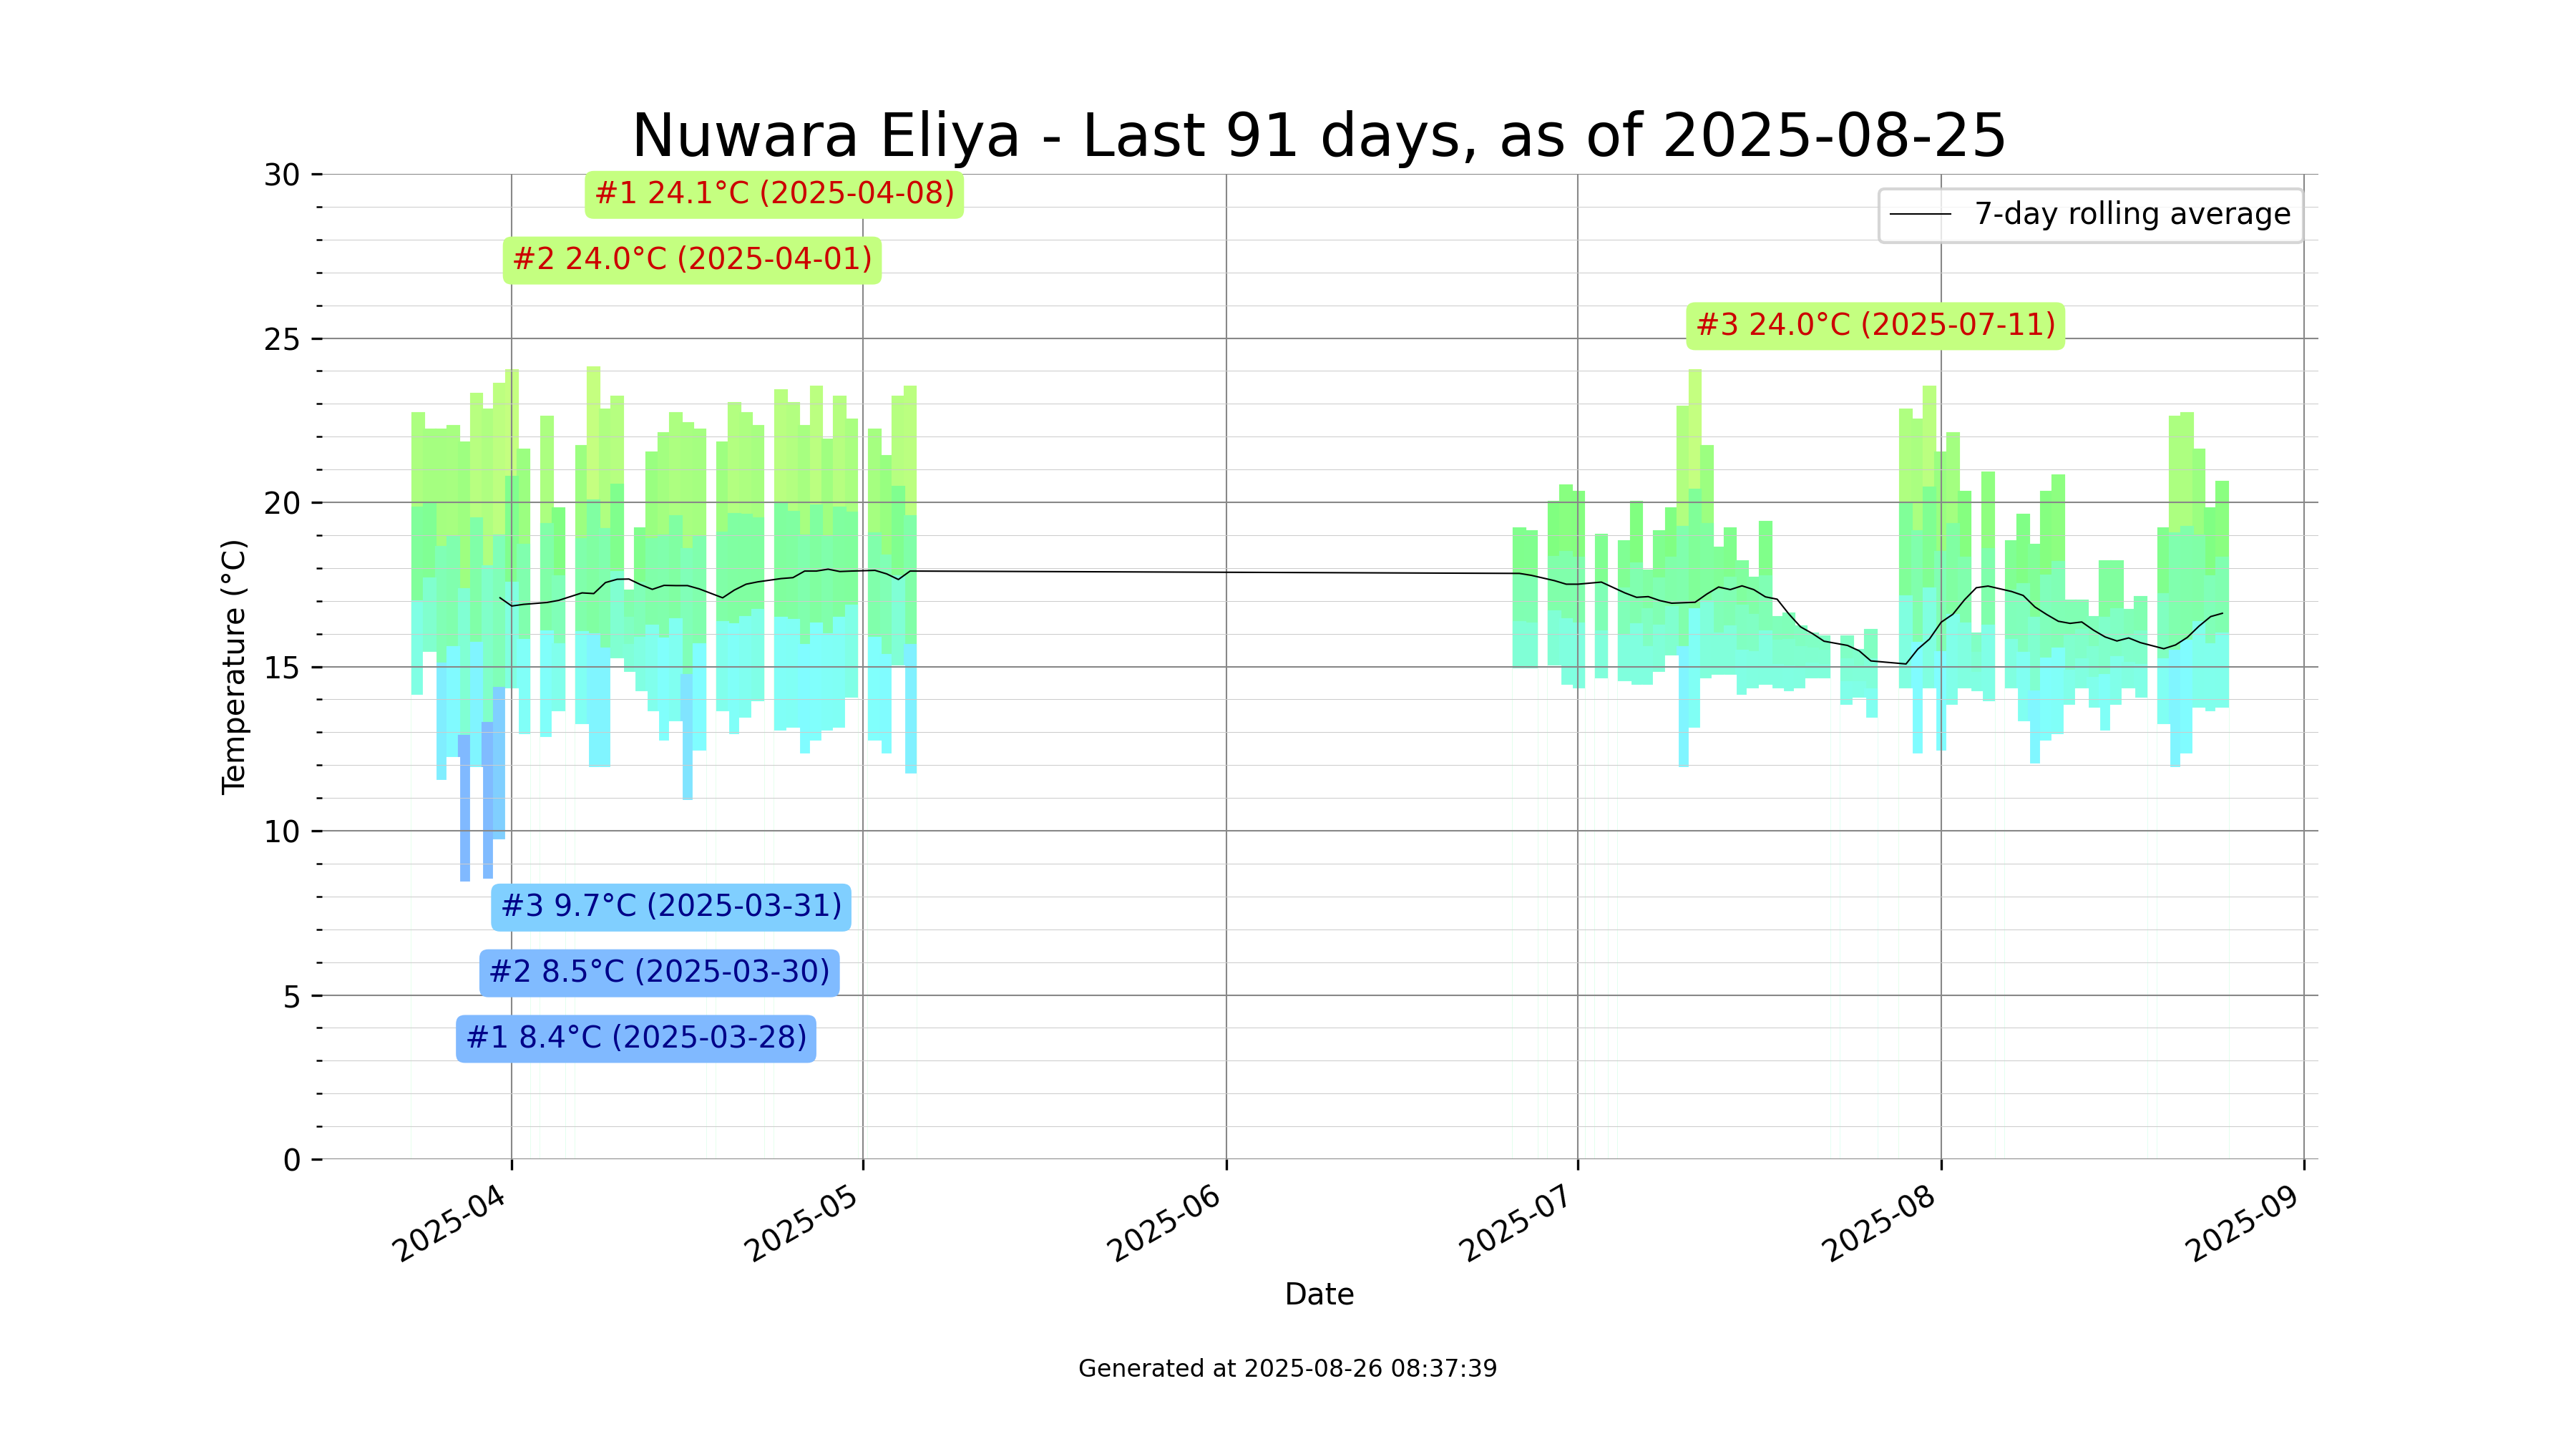 Nuwara Eliya - Last 91 days, as of 2025-08-25
30
#1 24.1°C (2025-04-08)
7-day rolling average
#2 24.0°C (2025-04-01)
#3 24.0°C (2025-07-11)
25
20
Temperature (°C)
15
10
#3 9.7°C (2025-03-31)
#2 8.5°C (2025-03-30)
5
#1 8.4°C (2025-03-28)
0
2025-04
2025-05
2025-06
2025-07
2025-08
2025-09
Date
Generated at 2025-08-26 08:37:39